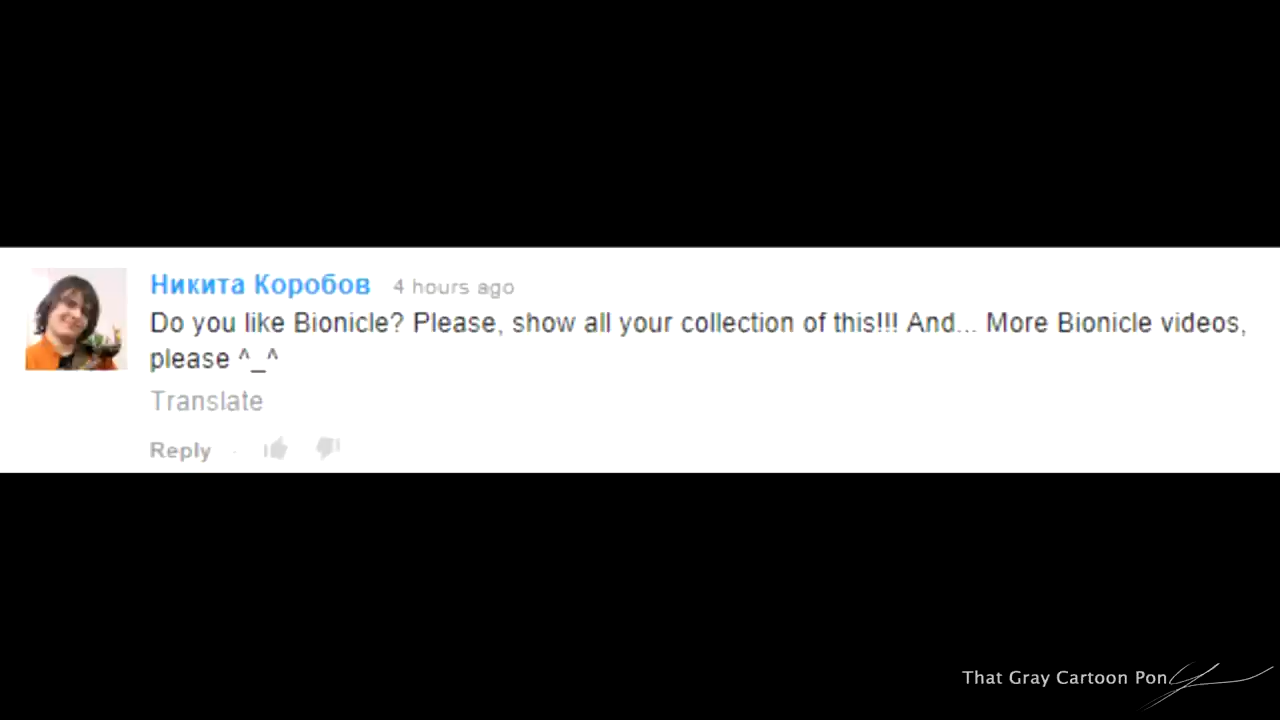 Никита Коробов 4 hours ago
Do you like Bionicle? Please, show all your collection of this!!! And... More Bionicle videos,
please ^_^
Translate
Reply
That Gray Cartoon Pony